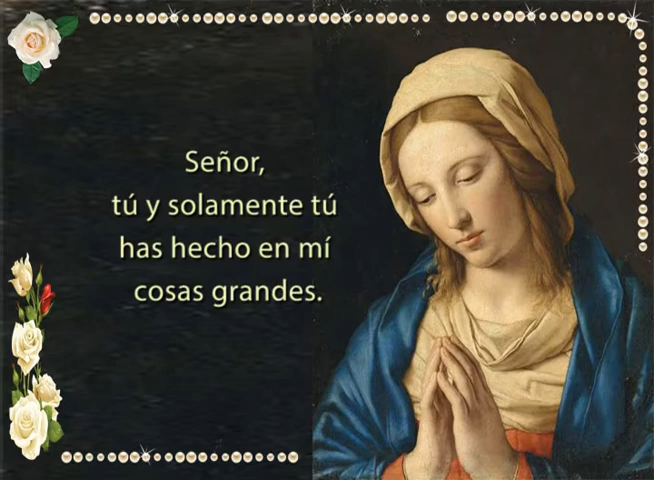 Señor,
tú y solamente tú
has hecho en mí
cosas grandes.